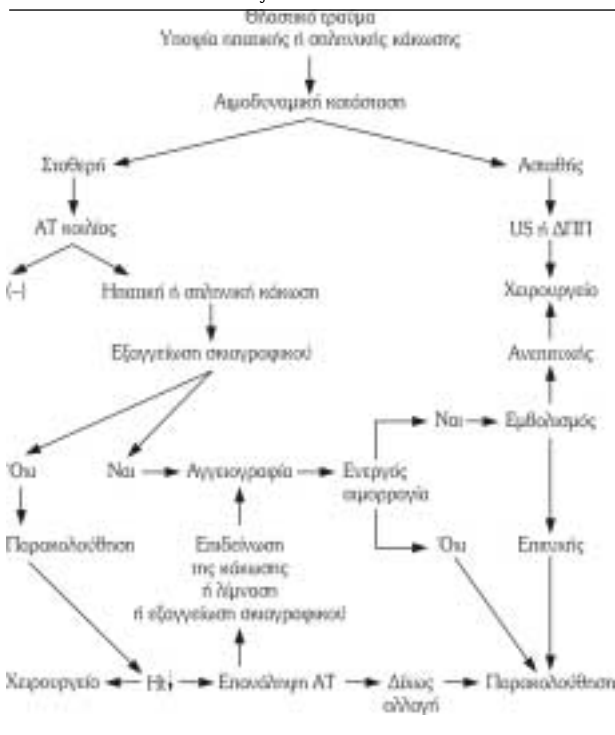 Θλαστικό τραύμα
Υποψία ηπατικής ή σπληνικής κάκωσης
Αιμοδυναμική κατάσταση
Σταθερή
Ασταθής
ΑΤ κοιλίας
US ή ΔΠΠ
(–)
Ηπατική ή σπληνική κάκωση
Χειρουργείο
Εξαγγείωση σκιαγραφικού
Ανεπιτυχής
Ναι
Εμβολισμός
Όχι
Ναι
Αγγειογραφία
Ενεργός
αιμορραγία
Παρακολούθηση
Επιδείνωση
της κάκωσης
ή λίμναση
ή εξαγγείωση σκιαγραφικού
Όχι
Επιτυχής
Χειρουργείο
Ht↓
Επανάληψη ΑΤ
Δίχως
αλλαγή
Παρακολούθηση